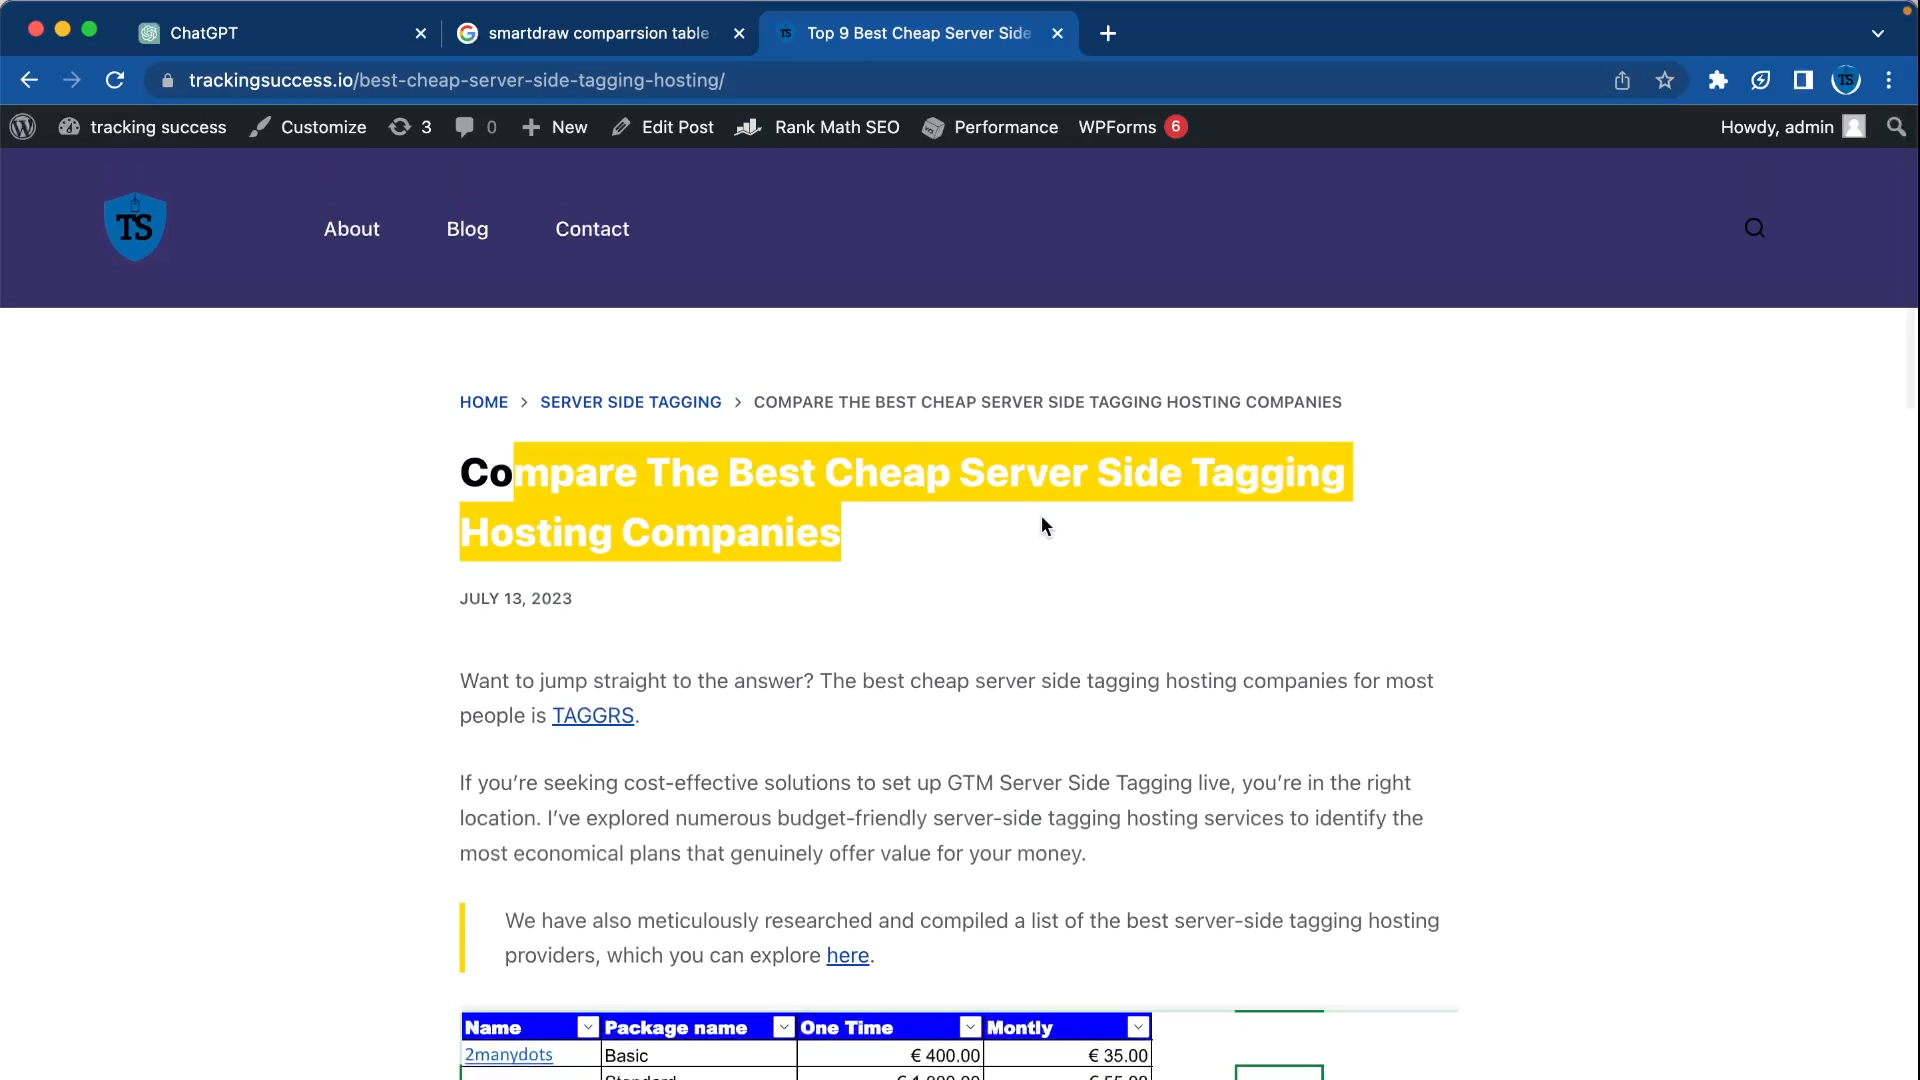 ChatGPT
smartdraw comparrsion table
TS Top 9 Best Cheap Server Side
trackingsuccess.io/best-cheap-server-side-tagging-hosting/
TS
tracking success Customize 3 0 New Edit Post Rank Math SEO Performance WPForms 6 Howdy, admin
TS
About Blog Contact
HOME > SERVER SIDE TAGGING > COMPARE THE BEST CHEAP SERVER SIDE TAGGING HOSTING COMPANIES
Compare The Best Cheap Server Side Tagging
Hosting Companies
JULY 13, 2023
Want to jump straight to the answer? The best cheap server side tagging hosting companies for most
people is TAGGRS.
If you’re seeking cost-effective solutions to set up GTM Server Side Tagging live, you’re in the right
location. I’ve explored numerous budget-friendly server-side tagging hosting services to identify the
most economical plans that genuinely offer value for your money.
We have also meticulously researched and compiled a list of the best server-side tagging hosting
providers, which you can explore here.
Name Package name One Time Montly
2manydots Basic € 400.00 € 35.00